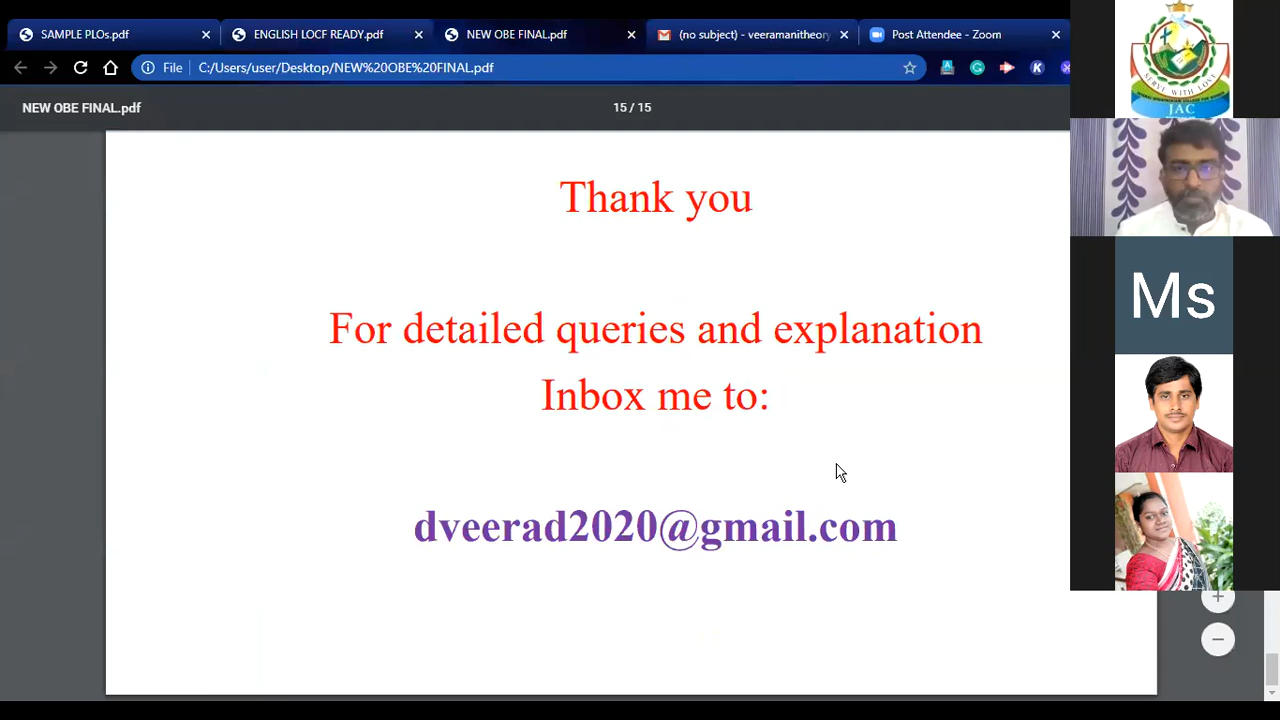 SAMPLE PLOs.pdf
ENGLISH LOCF READY.pdf
NEW OBE FINAL.pdf
(no subject) - veeramanitheory
Post Attendee - Zoom
File
C:/Users/user/Desktop/NEW%20OBE%20FINAL.pdf
NEW OBE FINAL.pdf
15 / 15
Thank you
For detailed queries and explanation
Inbox me to:
dveerad2020@gmail.com
SERVE WITH LOVE
JAC
Ms